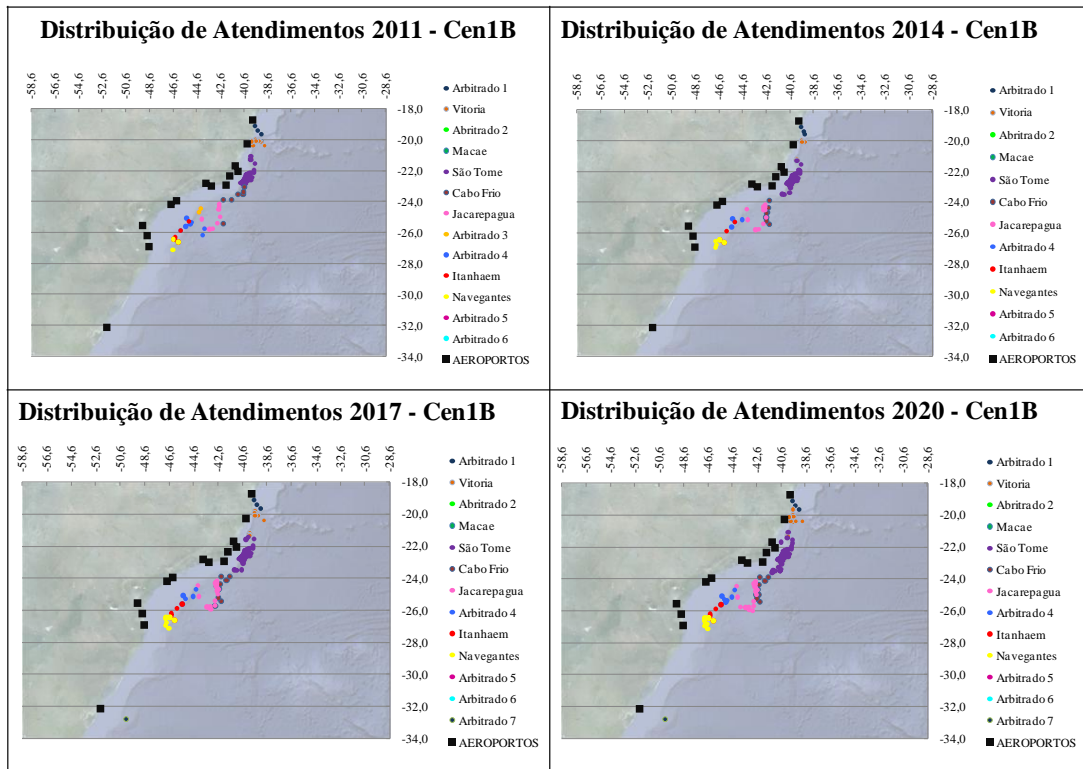 Distribuição de Atendimentos 2011 - Cen1B
-58,6 -56,6 -54,6 -52,6 -50,6 -48,6 -46,6 -44,6 -42,6 -40,6 -38,6 -36,6 -34,6 -32,6 -30,6 -28,6
-18,0
-20,0
-22,0
-24,0
-26,0
-28,0
-30,0
-32,0
-34,0
Arbitrado 1
Vitoria
Abritrado 2
Macae
São Tome
Cabo Frio
Jacarepagua
Arbitrado 3
Arbitrado 4
Itanhaem
Navegantes
Arbitrado 5
Arbitrado 6
AEROPORTOS
Distribuição de Atendimentos 2014 - Cen1B
-58,6 -56,6 -54,6 -52,6 -50,6 -48,6 -46,6 -44,6 -42,6 -40,6 -38,6 -36,6 -34,6 -32,6 -30,6 -28,6
-18,0
-20,0
-22,0
-24,0
-26,0
-28,0
-30,0
-32,0
-34,0
Arbitrado 1
Vitoria
Abritrado 2
Macae
São Tome
Cabo Frio
Jacarepagua
Arbitrado 4
Itanhaem
Navegantes
Arbitrado 5
Arbitrado 6
AEROPORTOS
Distribuição de Atendimentos 2017 - Cen1B
-58,6 -56,6 -54,6 -52,6 -50,6 -48,6 -46,6 -44,6 -42,6 -40,6 -38,6 -36,6 -34,6 -32,6 -30,6 -28,6
-18,0
-20,0
-22,0
-24,0
-26,0
-28,0
-30,0
-32,0
-34,0
Arbitrado 1
Vitoria
Abritrado 2
Macae
São Tome
Cabo Frio
Jacarepagua
Arbitrado 4
Itanhaem
Navegantes
Arbitrado 5
Arbitrado 6
Arbitrado 7
AEROPORTOS
Distribuição de Atendimentos 2020 - Cen1B
-58,6 -56,6 -54,6 -52,6 -50,6 -48,6 -46,6 -44,6 -42,6 -40,6 -38,6 -36,6 -34,6 -32,6 -30,6 -28,6
-18,0
-20,0
-22,0
-24,0
-26,0
-28,0
-30,0
-32,0
-34,0
Arbitrado 1
Vitoria
Abritrado 2
Macae
São Tome
Cabo Frio
Jacarepagua
Arbitrado 4
Itanhaem
Navegantes
Arbitrado 5
Arbitrado 6
Arbitrado 7
AEROPORTOS